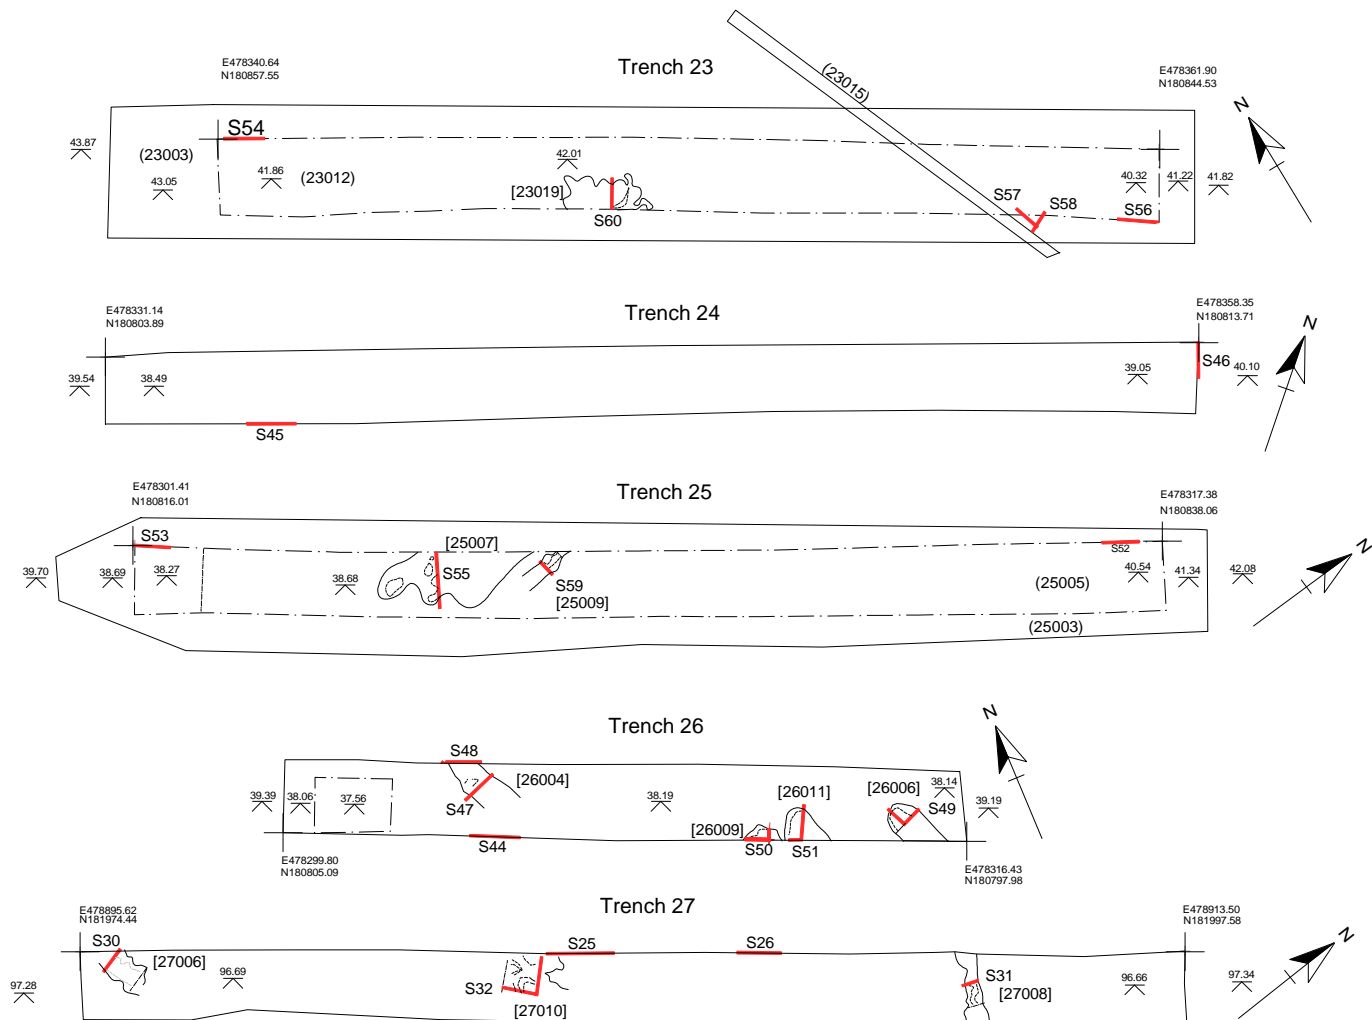 Trench 23
E478340.64
N180857.55
E478361.90
N180844.53
(23015)
N
S54
43.87
(23003)
43.05
41.86
(23012)
42.01
[23019]
S60
S57
S58
S56
40.32
41.22
41.82
Trench 24
E478331.14
N180803.89
E478358.35
N180813.71
N
39.54
38.49
S45
39.05
S46
40.10
Trench 25
E478301.41
N180816.01
E478317.38
N180838.06
N
S53
39.70
38.69
38.27
38.68
[25007]
S55
S59
[25009]
S52
(25005)
40.54
41.34
42.08
(25003)
Trench 26
N
S48
39.39
38.06
37.56
[26004]
S47
S44
38.19
[26011]
[26006]
38.14
S49
39.19
[26009]
S50
S51
E478299.80
N180805.09
E478316.43
N180797.98
Trench 27
E478895.62
N181974.44
E478913.50
N181997.58
N
S30
[27006]
97.28
96.69
S25
S26
S32
[27010]
S31
[27008]
96.66
97.34